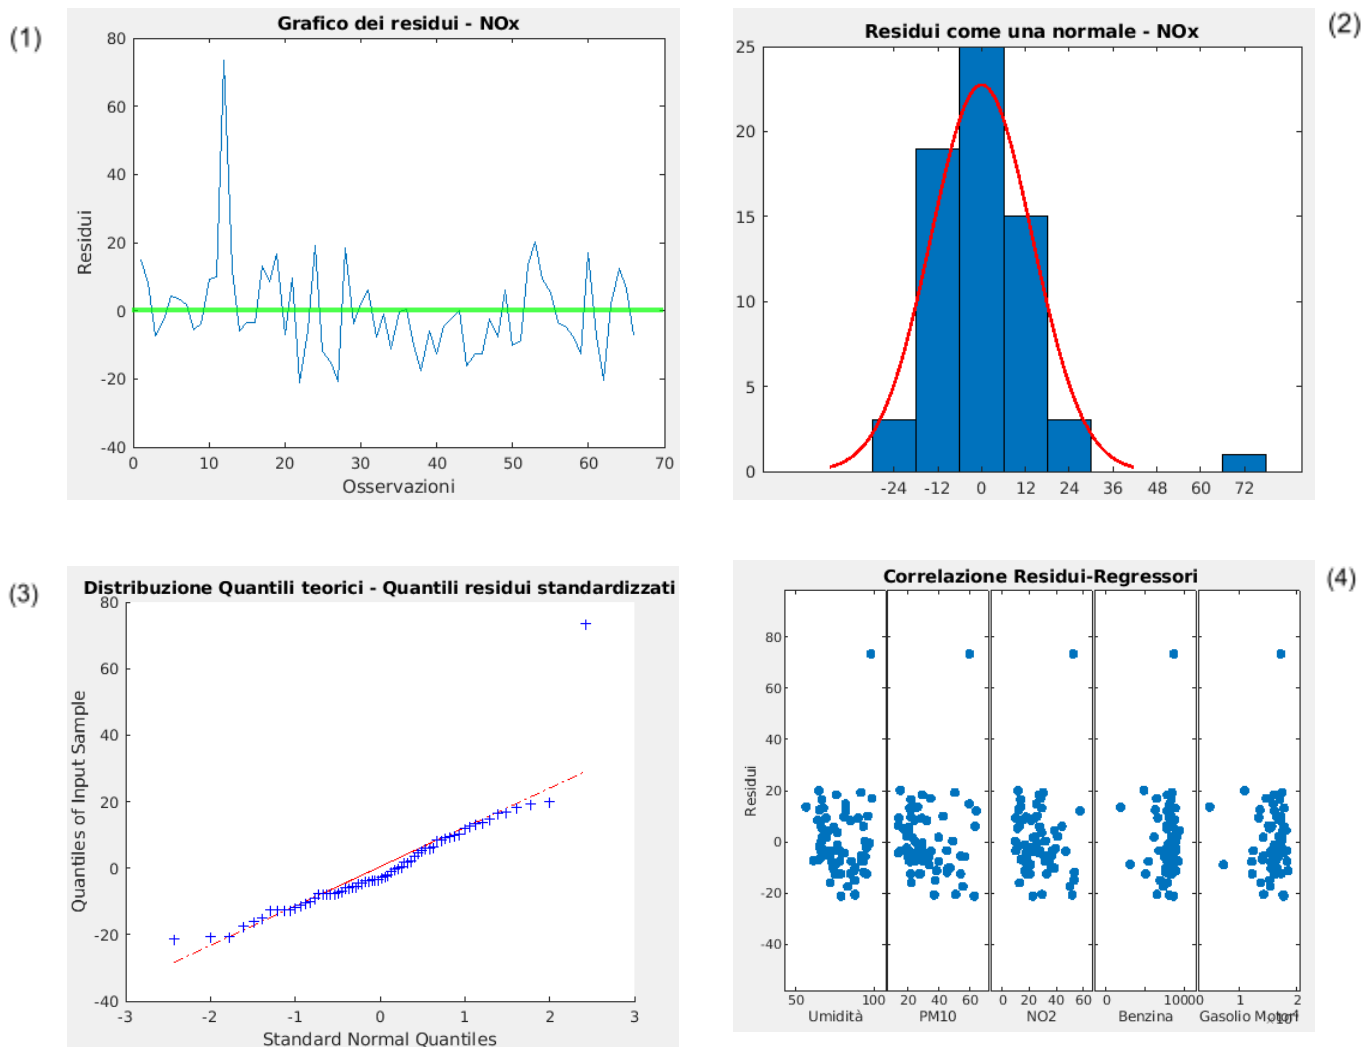 (1)
Grafico dei residui - NOx
80
60
40
20
0
-20
-40
Residui
0 10 20 30 40 50 60 70
Osservazioni
(2)
Residui come una normale - NOx
25
20
15
10
5
0
-24 -12 0 12 24 36 48 60 72
(3)
Distribuzione Quantili teorici - Quantili residui standardizzati
80
60
40
20
0
-20
-40
Quantiles of Input Sample
-3 -2 -1 0 1 2 3
Standard Normal Quantiles
(4)
Correlazione Residui-Regressori
80
60
40
20
0
-20
-40
Residui
50 100 20 40 60 0 20 40 60 0 10000 1 2
Umidità PM10 NO2 Benzina Gasolio Motori